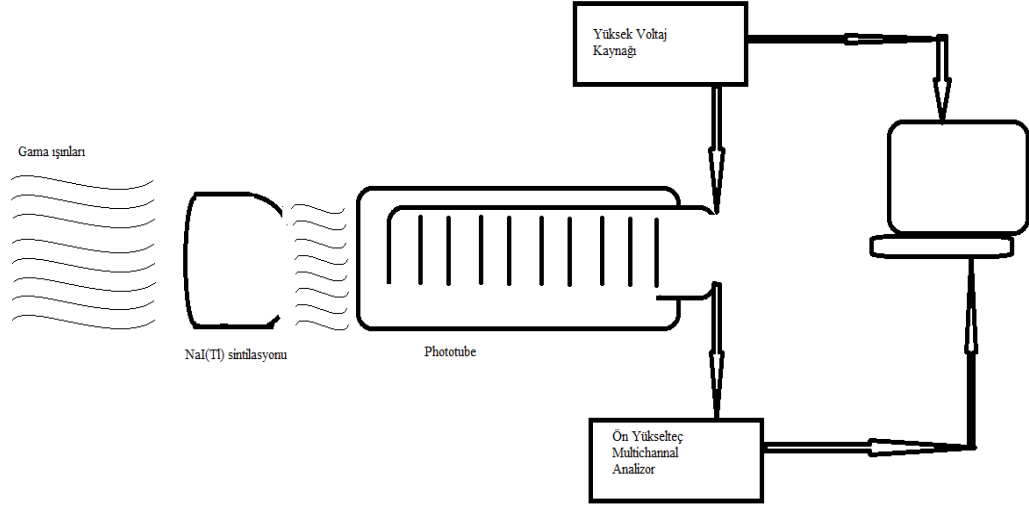 Yüksek Voltaj
Kaynağı
Gama ışınları
NaI(Tl) sintilasyonu
Phototube
Ön Yükselteç
Multichannal
Analizor